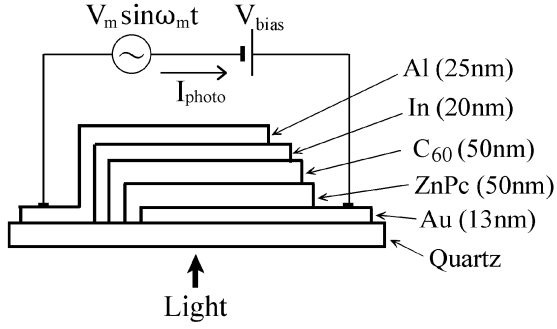 V_m sinω_m t
V_bias
I_photo
Al (25nm)
In (20nm)
C_60 (50nm)
ZnPc (50nm)
Au (13nm)
Quartz
Light